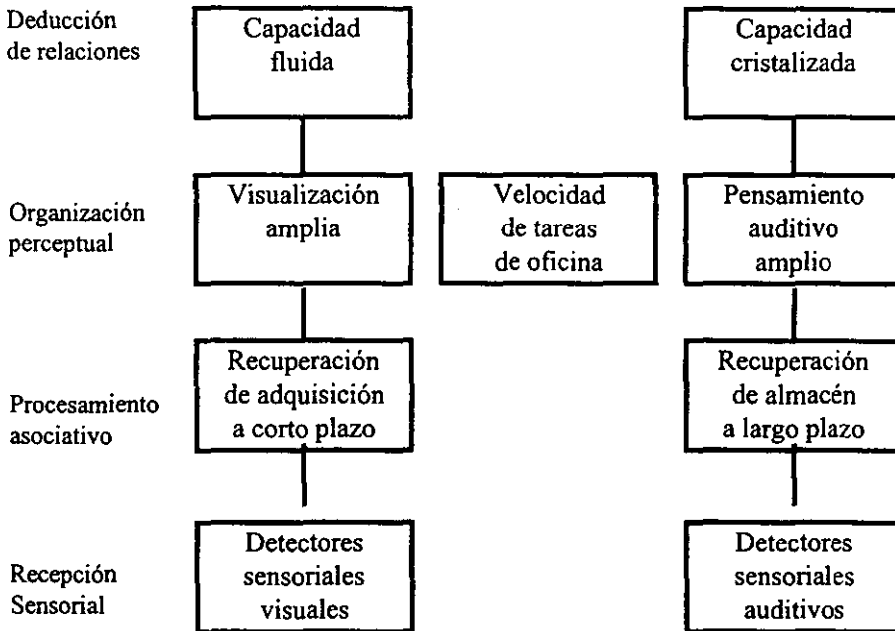 Deducción
de relaciones
Capacidad
fluida
Capacidad
cristalizada
Organización
perceptual
Visualización
amplia
Velocidad
de tareas
de oficina
Pensamiento
auditivo
amplio
Procesamiento
asociativo
Recuperación
de adquisición
a corto plazo
Recuperación
de almacén
a largo plazo
Recepción
Sensorial
Detectores
sensoriales
visuales
Detectores
sensoriales
auditivos